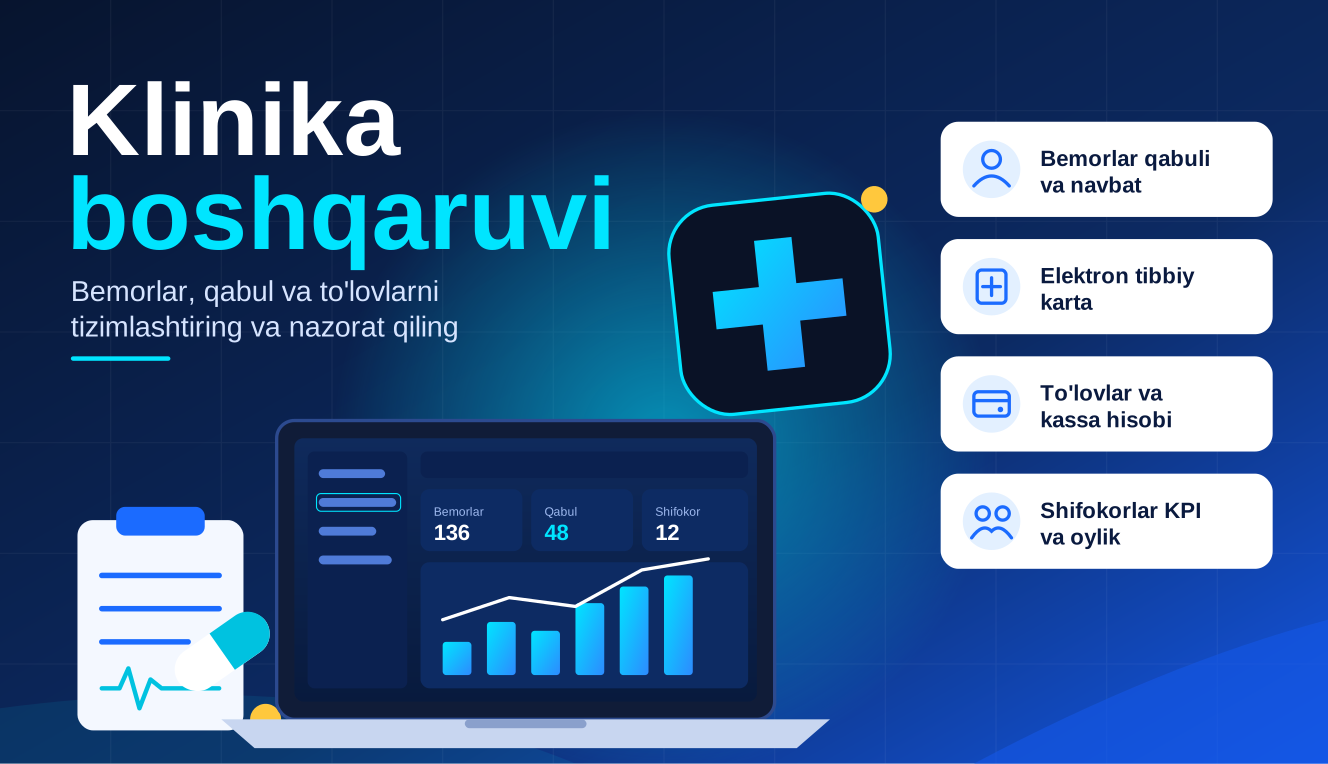 Klinika
boshqaruvi
Bemorlar, qabul va to'lovlarni
tizimlashtiring va nazorat qiling
Bemorlar
136
Qabul
48
Shifokor
12
Bemorlar qabuli
va navbat
Elektron tibbiy
karta
To'lovlar va
kassa hisobi
Shifokorlar KPI
va oylik